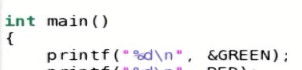 int main()
{
    printf("%d\n", &GREEN);